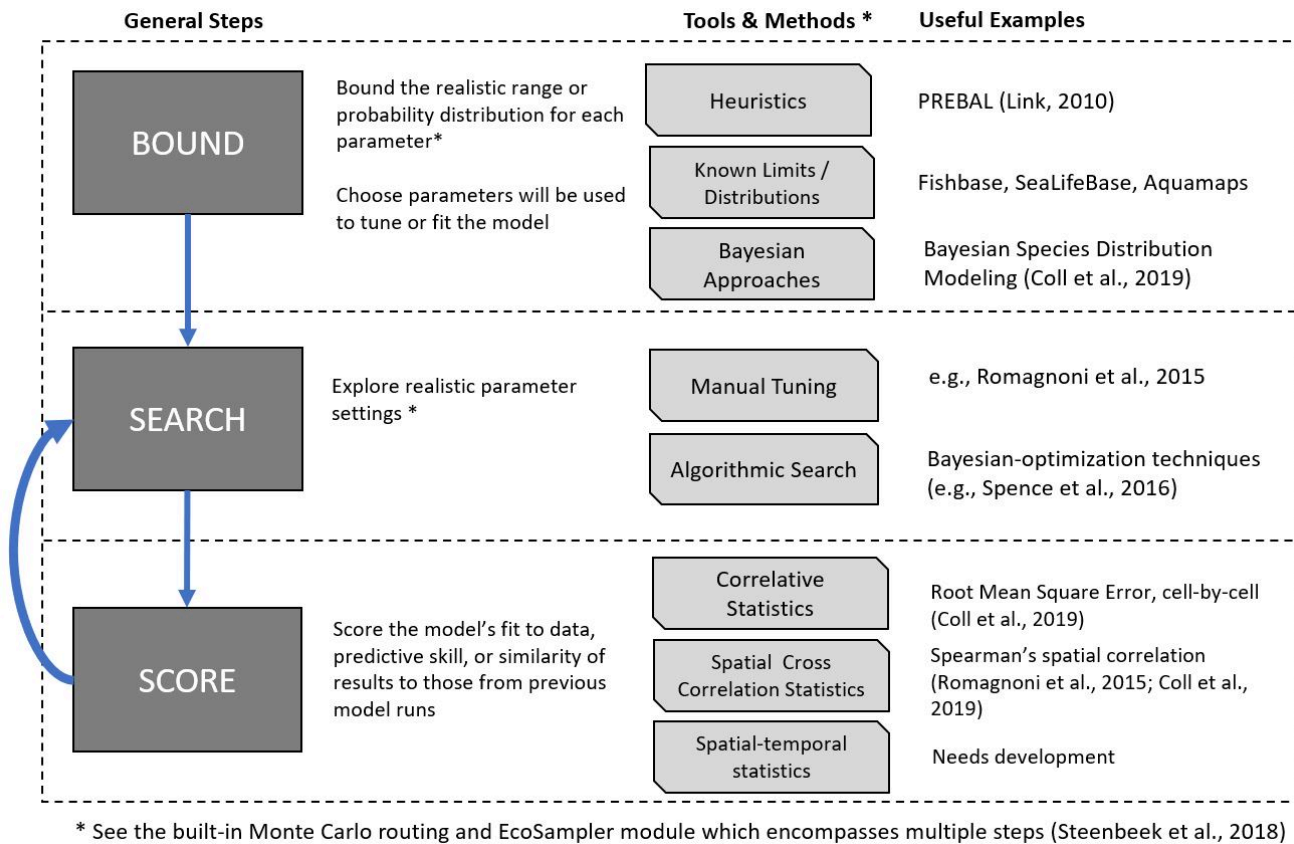 General Steps
Tools & Methods *
Useful Examples
BOUND
Bound the realistic range or
probability distribution for each
parameter*
Choose parameters will be used
to tune or fit the model
Heuristics
PREBAL (Link, 2010)
Known Limits /
Distributions
Fishbase, SeaLifeBase, Aquamaps
Bayesian
Approaches
Bayesian Species Distribution
Modeling (Coll et al., 2019)
SEARCH
Explore realistic parameter
settings *
Manual Tuning
e.g., Romagnoni et al., 2015
Algorithmic Search
Bayesian-optimization techniques
(e.g., Spence et al., 2016)
SCORE
Score the model's fit to data,
predictive skill, or similarity of
results to those from previous
model runs
Correlative
Statistics
Root Mean Square Error, cell-by-cell
(Coll et al., 2019)
Spatial Cross
Correlation Statistics
Spearman's spatial correlation
(Romagnoni et al., 2015; Coll et al.,
2019)
Spatial-temporal
statistics
Needs development
* See the built-in Monte Carlo routing and EcoSampler module which encompasses multiple steps (Steenbeek et al., 2018)